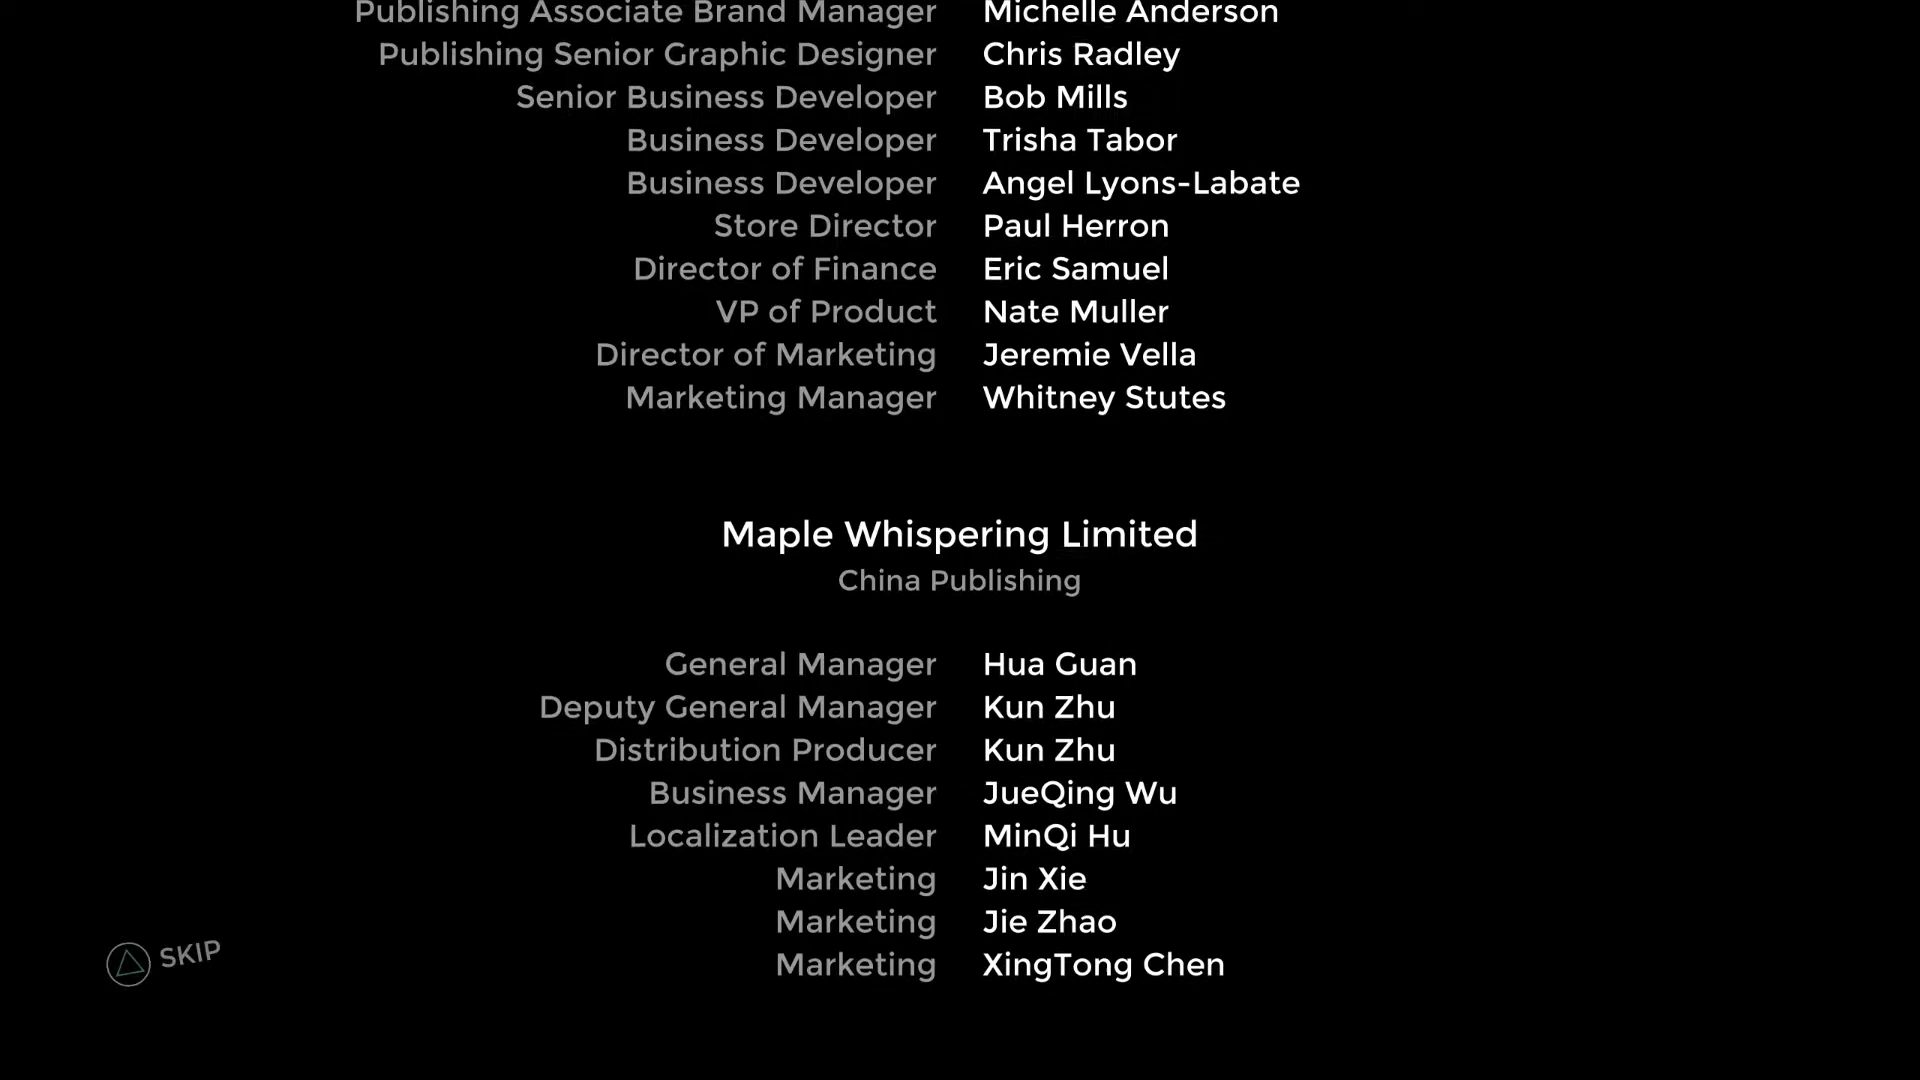 Publishing Associate Brand Manager Michelle Anderson
Publishing Senior Graphic Designer Chris Radley
Senior Business Developer Bob Mills
Business Developer Trisha Tabor
Business Developer Angel Lyons-Labate
Store Director Paul Herron
Director of Finance Eric Samuel
VP of Product Nate Muller
Director of Marketing Jeremie Vella
Marketing Manager Whitney Stutes
Maple Whispering Limited
China Publishing
General Manager Hua Guan
Deputy General Manager Kun Zhu
Distribution Producer Kun Zhu
Business Manager JueQing Wu
Localization Leader MinQi Hu
Marketing Jin Xie
Marketing Jie Zhao
Marketing XingTong Chen
SKIP